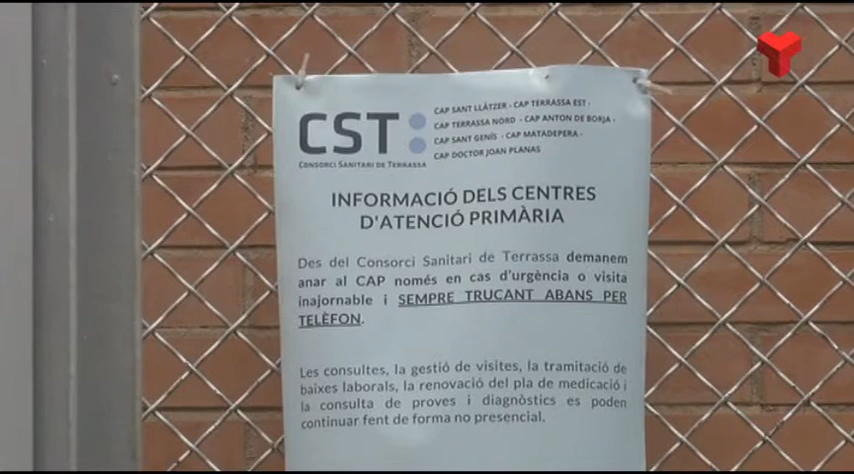 CST:
CONSORCI SANITARI DE TERRASSA
CAP SANT LLÀTZER - CAP TERRASSA EST -
CAP TERRASSA NORD - CAP ANTON DE BORJA -
CAP SANT GENÍS - CAP MATADEPERA -
CAP DOCTOR JOAN PLANAS
INFORMACIÓ DELS CENTRES
D'ATENCIÓ PRIMÀRIA
Des del Consorci Sanitari de Terrassa demanem
anar al CAP només en cas d'urgència o visita
inajornable i SEMPRE TRUCANT ABANS PER
TELÈFON.
Les consultes, la gestió de visites, la tramitació de
baixes laborals, la renovació del pla de medicació i
la consulta de proves i diagnòstics es poden
continuar fent de forma no presencial.